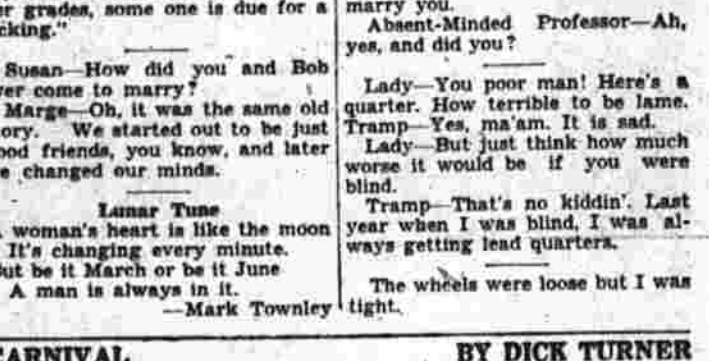 er grades, some one is due for a
cking."
Susan—How did you and Bob
ver come to marry?
Marge—Oh, it was the same old
ory. We started out to be just
ood friends, you know, and later
e changed our minds.
Lunar Tune
A woman's heart is like the moon
It's changing every minute.
But be it March or be it June
A man is always in it.
—Mark Townley
marry you.
Absent-Minded Professor—Ah,
yes, and did you?
Lady—You poor man! Here's a
quarter. How terrible to be lame.
Tramp—Yes, ma'am. It is sad.
Lady—But just think how much
worse it would be if you were
blind.
Tramp—That's no kiddin'. Last
year when I was blind, I was al-
ways getting lead quarters.
The wheels were loose but I was
tight.
CARNIVAL
BY DICK TURNER